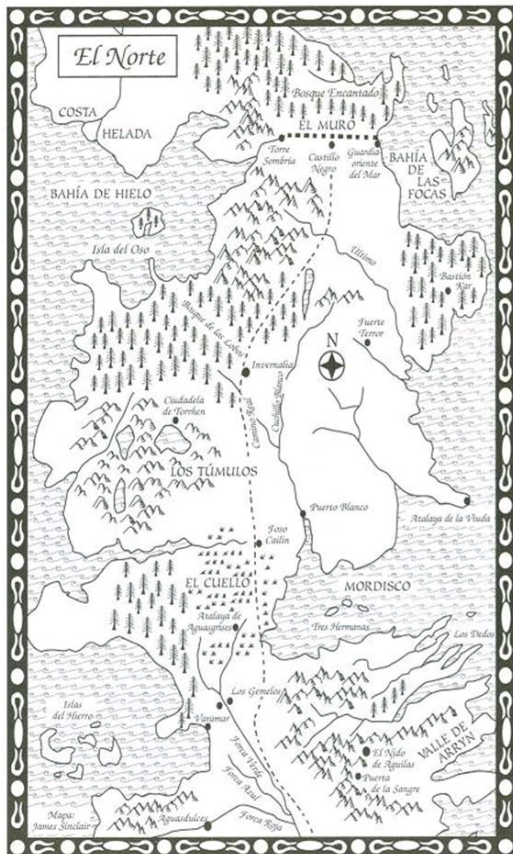 El Norte
Bosque Encantado
COSTA
HELADA
EL MURO
Torre
Sombría
Castillo
Negro
Guardia
oriente
del Mar
BAHÍA
DE
LAS
FOCAS
BAHÍA DE HIELO
Isla del Oso
Último
Bastión
Kar
Bosque de los Lobos
Fuerte
Terror
N
Invernalia
Cuchillo Blanco
Camino Real
Ciudadela
de Torrhen
LOS TÚMULOS
Puerto Blanco
Atalaya de la Viuda
Foso
Cailin
EL CUELLO
MORDISCO
Atalaya de
Aguasgrises
Tres Hermanas
Los Dedos
Islas
del Hierro
Los Gemelos
Varamar
VALLE DE
ARRYN
El Nido
de Águilas
Puerta
de la Sangre
Forca Verde
Forca Azul
Mapa:
James Sinclair
Aguasdulces
Forca Roja